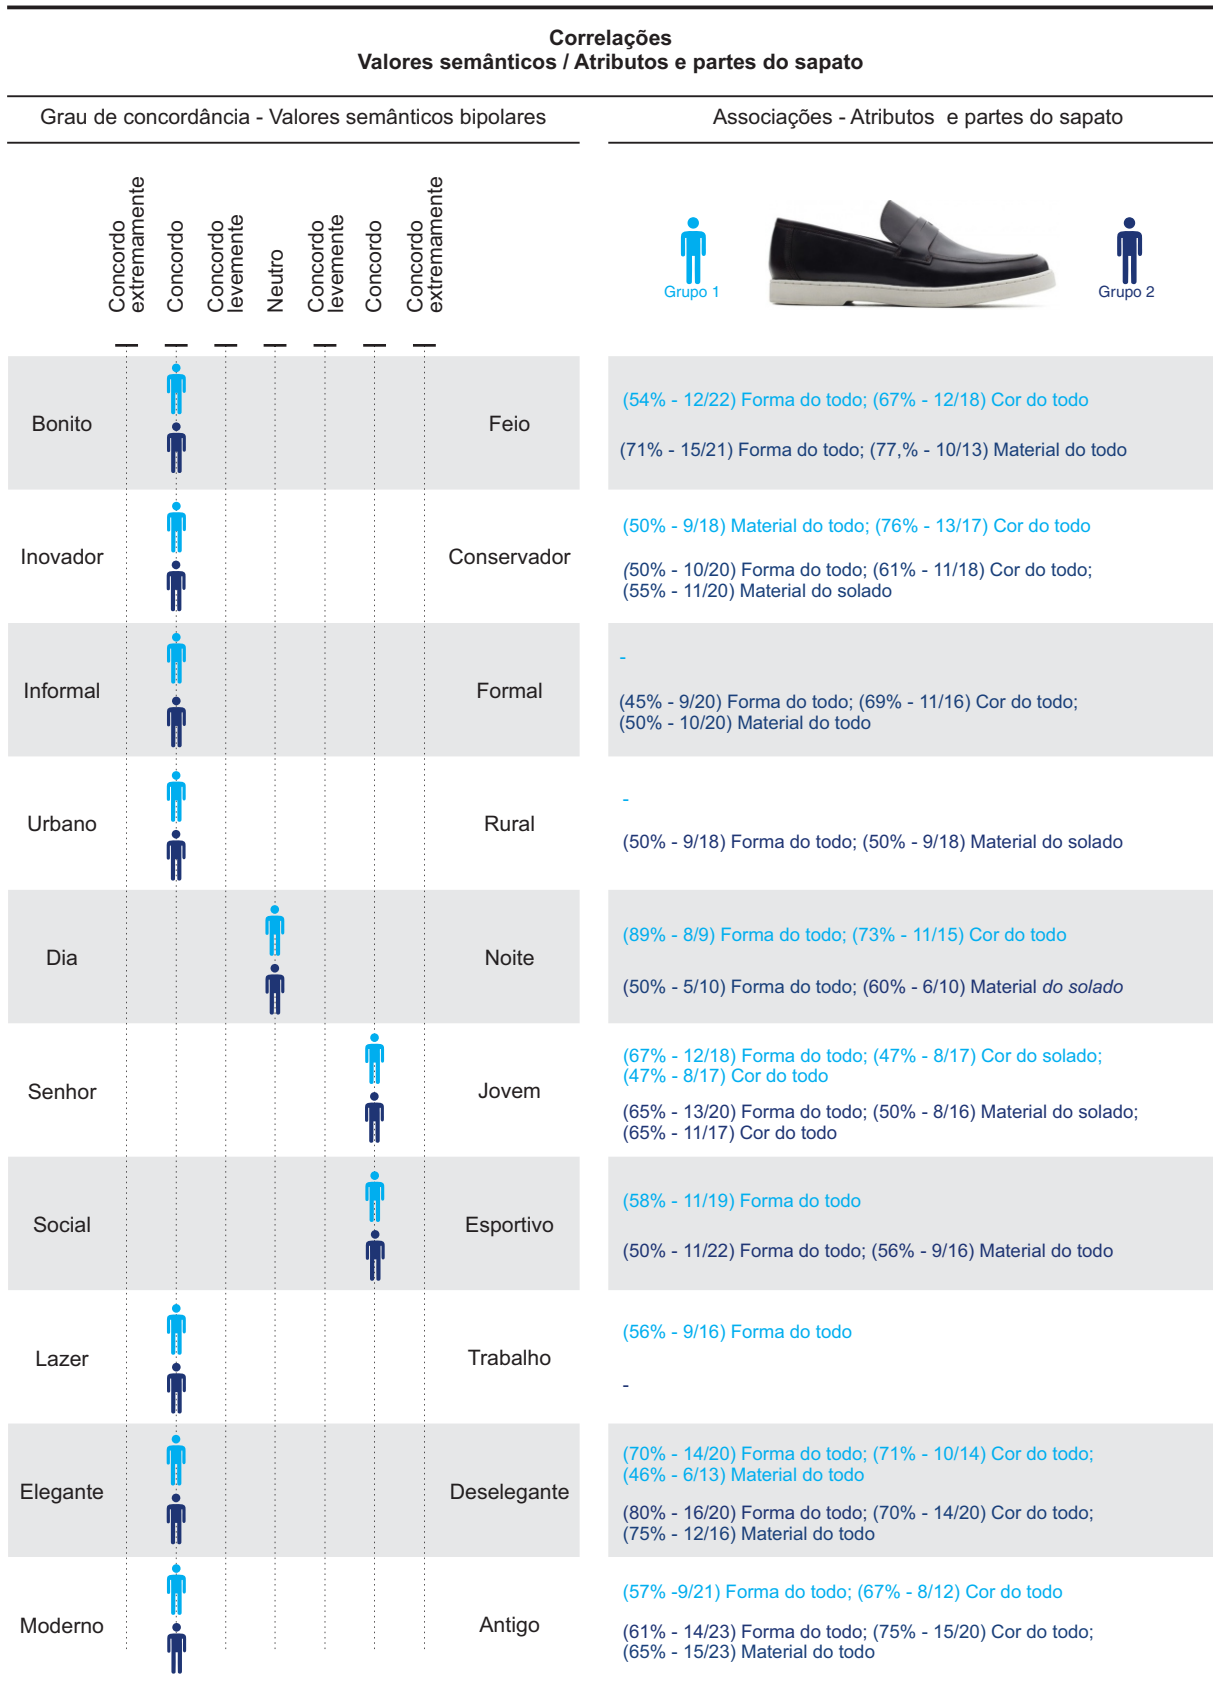 Correlações
Valores semânticos / Atributos e partes do sapato
Grau de concordância - Valores semânticos bipolares
Associações - Atributos e partes do sapato
Concordo
extremamente
Concordo
Concordo
levemente
Neutro
Concordo
levemente
Concordo
Concordo
extremamente
Grupo 1
Grupo 2
Bonito
Feio
(54% - 12/22) Forma do todo; (67% - 12/18) Cor do todo
(71% - 15/21) Forma do todo; (77,% - 10/13) Material do todo
Inovador
Conservador
(50% - 9/18) Material do todo; (76% - 13/17) Cor do todo
(50% - 10/20) Forma do todo; (61% - 11/18) Cor do todo;
(55% - 11/20) Material do solado
Informal
Formal
-
(45% - 9/20) Forma do todo; (69% - 11/16) Cor do todo;
(50% - 10/20) Material do todo
Urbano
Rural
-
(50% - 9/18) Forma do todo; (50% - 9/18) Material do solado
Dia
Noite
(89% - 8/9) Forma do todo; (73% - 11/15) Cor do todo
(50% - 5/10) Forma do todo; (60% - 6/10) Material do solado
Senhor
Jovem
(67% - 12/18) Forma do todo; (47% - 8/17) Cor do solado;
(47% - 8/17) Cor do todo
(65% - 13/20) Forma do todo; (50% - 8/16) Material do solado;
(65% - 11/17) Cor do todo
Social
Esportivo
(58% - 11/19) Forma do todo
(50% - 11/22) Forma do todo; (56% - 9/16) Material do todo
Lazer
Trabalho
(56% - 9/16) Forma do todo
-
Elegante
Deselegante
(70% - 14/20) Forma do todo; (71% - 10/14) Cor do todo;
(46% - 6/13) Material do todo
(80% - 16/20) Forma do todo; (70% - 14/20) Cor do todo;
(75% - 12/16) Material do todo
Moderno
Antigo
(57% -9/21) Forma do todo; (67% - 8/12) Cor do todo
(61% - 14/23) Forma do todo; (75% - 15/20) Cor do todo;
(65% - 15/23) Material do todo